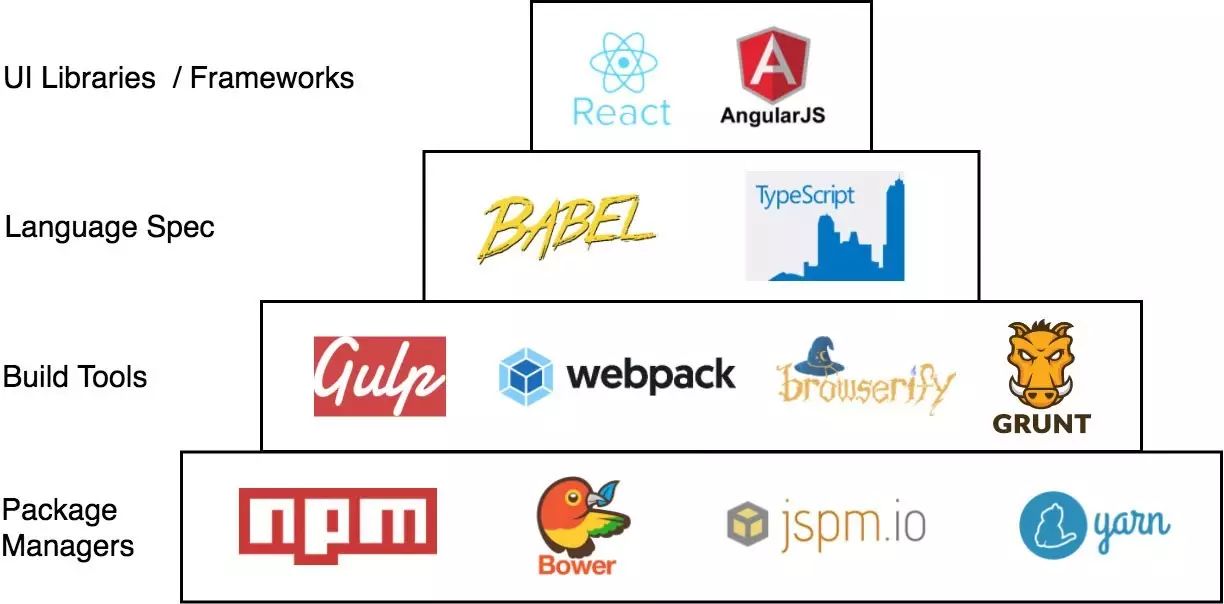 UI Libraries / Frameworks
React
AngularJS
Language Spec
BABEL
TypeScript
Build Tools
Gulp
webpack
browserify
GRUNT
Package
Managers
npm
Bower
jspm.io
yarn